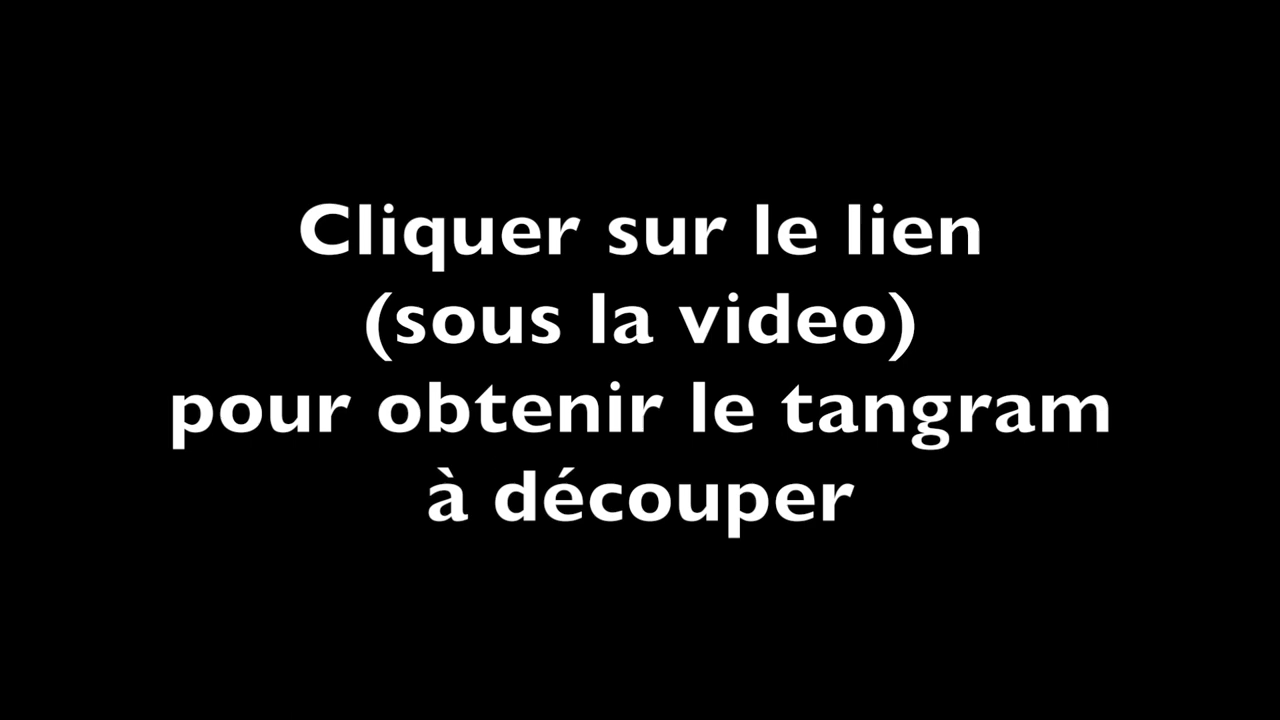 Cliquer sur le lien
(sous la video)
pour obtenir le tangram
à découper